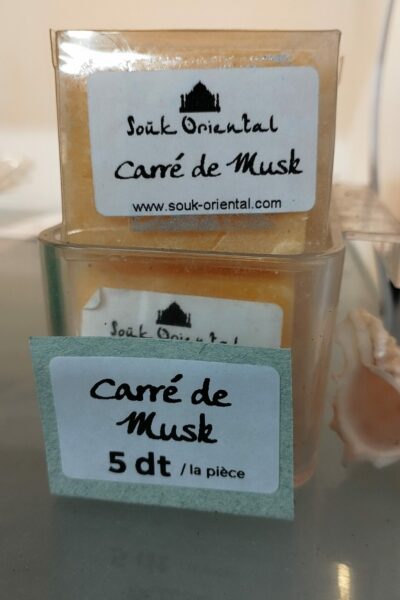 Souk Oriental
Carré de Musk
www.souk-oriental.com
Souk Oriental
Carré de
Musk
5 dt / la pièce